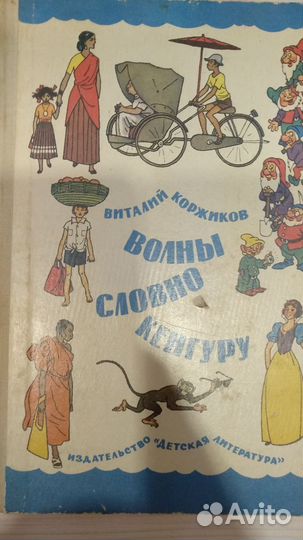 ВИТАЛИЙ КОРЖИКОВ
ВОЛНЫ
СЛОВНО
КЕНГУРУ
ИЗДАТЕЛЬСТВО "ДЕТСКАЯ ЛИТЕРАТУРА"
Avito